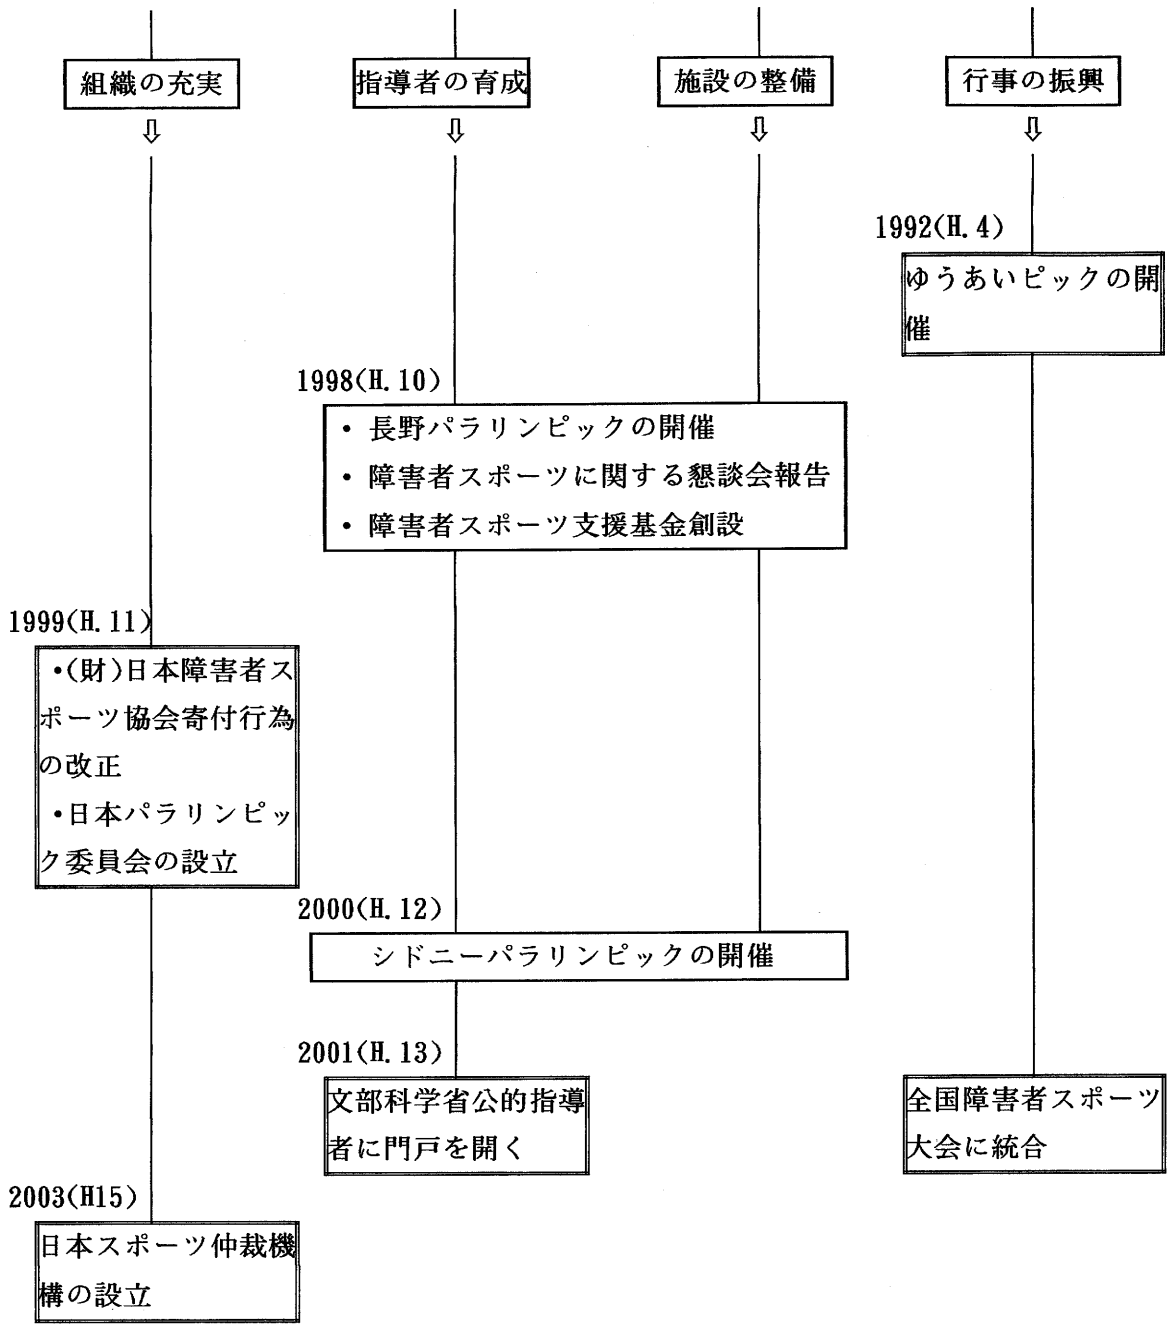 組織の充実
指導者の育成
施設の整備
行事の振興
1992(H.4)
ゆうあいピックの開
催
1998(H.10)
・長野パラリンピックの開催
・障害者スポーツに関する懇談会報告
・障害者スポーツ支援基金創設
1999(H.11)
・(財)日本障害者ス
ポーツ協会寄付行為
の改正
・日本パラリンピッ
ク委員会の設立
2000(H.12)
シドニーパラリンピックの開催
2001(H.13)
文部科学省公的指導
者に門戸を開く
全国障害者スポーツ
大会に統合
2003(H15)
日本スポーツ仲裁機
構の設立